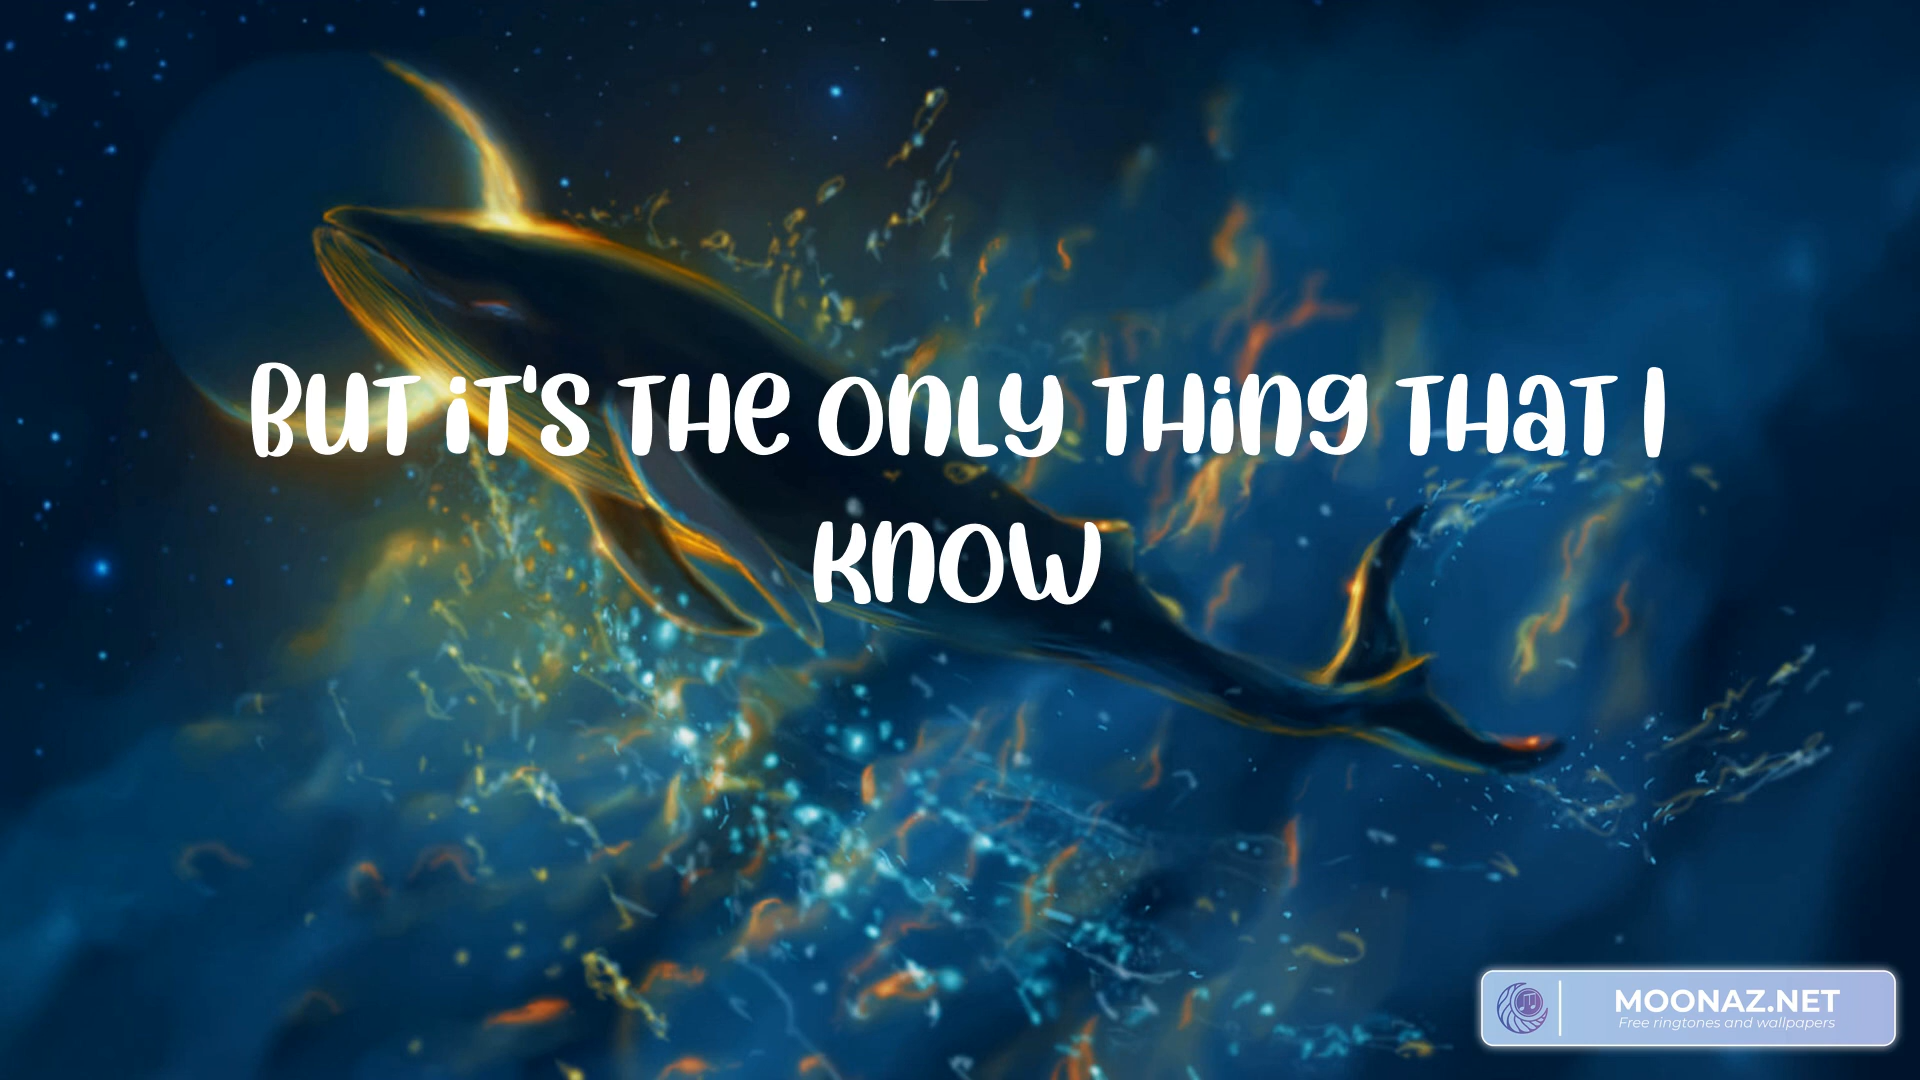 BUT iT'S THe ONLY THiNg THaT I
KNOW
MOONAZ.NET
Free ringtones and wallpapers